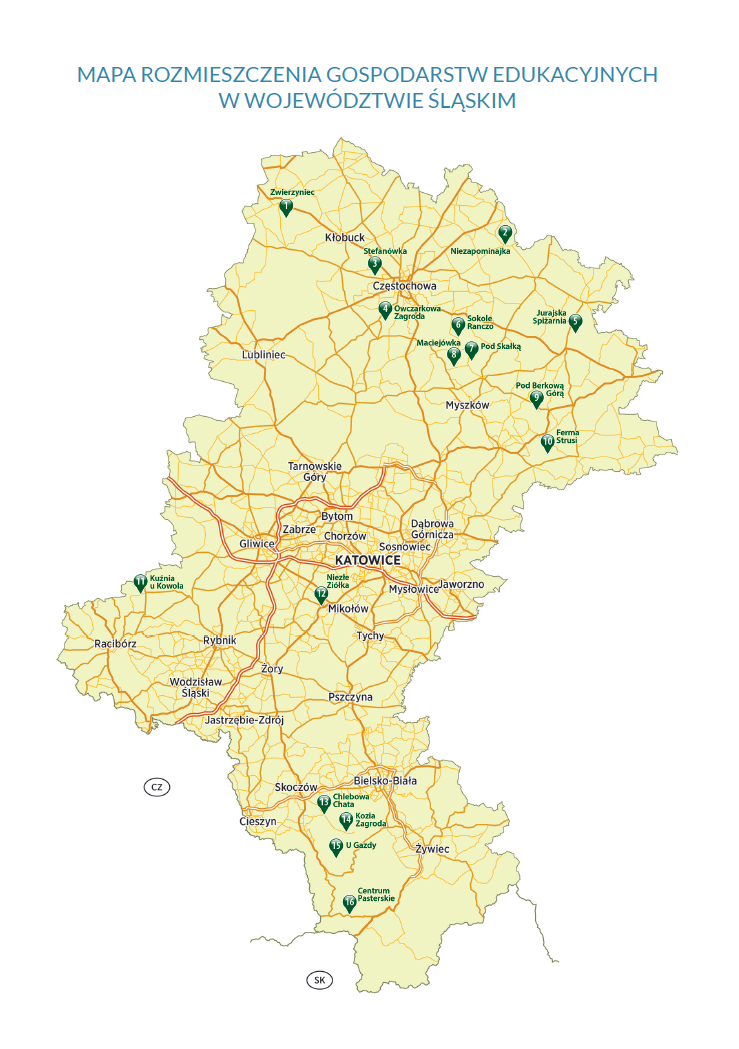 MAPA ROZMIESZCZENIA GOSPODARSTW EDUKACYJNYCH
W WOJEWÓDZTWIE ŚLĄSKIM
Zwierzyniec
1
2
Niezapominajka
Kłobuck
Stefanówka
3
Częstochowa
4
Owczarkowa
Zagroda
6
Sokole
Ranczo
Jurajska
Spiżarnia
5
Maciejówka
8
7
Pod Skałką
Lubliniec
Pod Berkową
Górą
9
Myszków
Ferma
Strusi
10
Tarnowskie
Góry
Bytom
Zabrze
Chorzów
Dąbrowa
Górnicza
Gliwice
Sosnowiec
KATOWICE
11
Kuźnia
u Kowola
Niezłe
Ziółka
12
Mysłowice
Jaworzno
Mikołów
Tychy
Racibórz
Rybnik
Żory
Wodzisław
Śląski
Pszczyna
Jastrzębie-Zdrój
CZ
Skoczów
Bielsko-Biała
13
Chlebowa
Chata
Cieszyn
14
Kozia
Zagroda
15
U Gazdy
Żywiec
Centrum
Pasterskie
16
SK